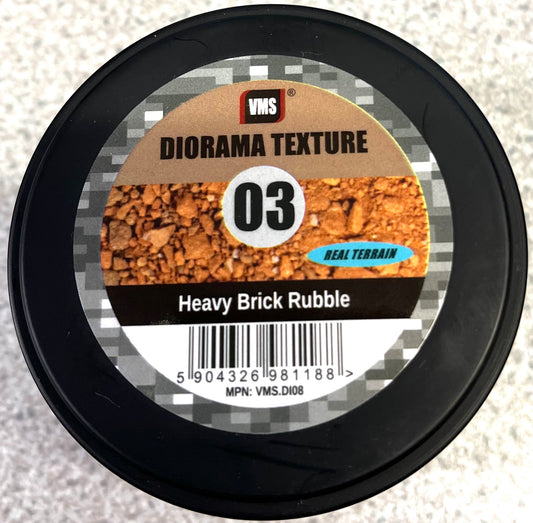 VMS®
DIORAMA TEXTURE
03
REAL TERRAIN
Heavy Brick Rubble
5 904326 981188 >
MPN: VMS.DI08